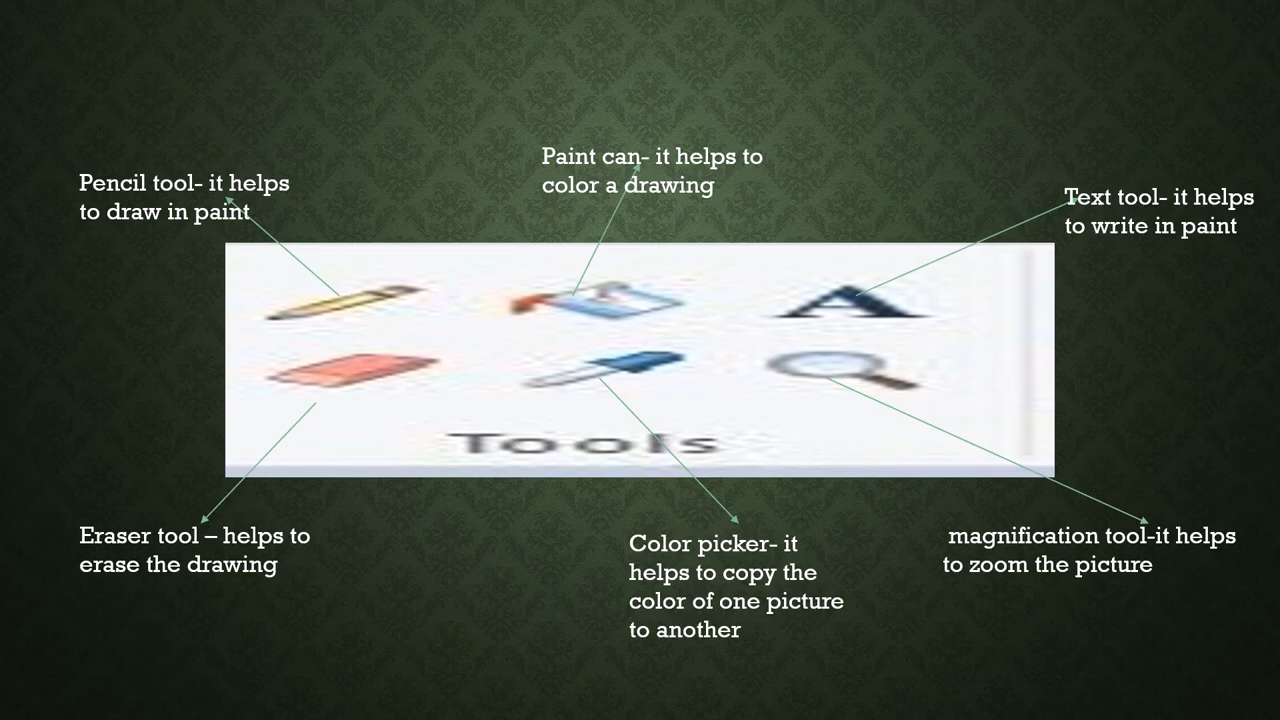 Pencil tool- it helps
to draw in paint
Paint can- it helps to
color a drawing
Text tool- it helps
to write in paint
Tools
Eraser tool – helps to
erase the drawing
Color picker- it
helps to copy the
color of one picture
to another
magnification tool-it helps
to zoom the picture